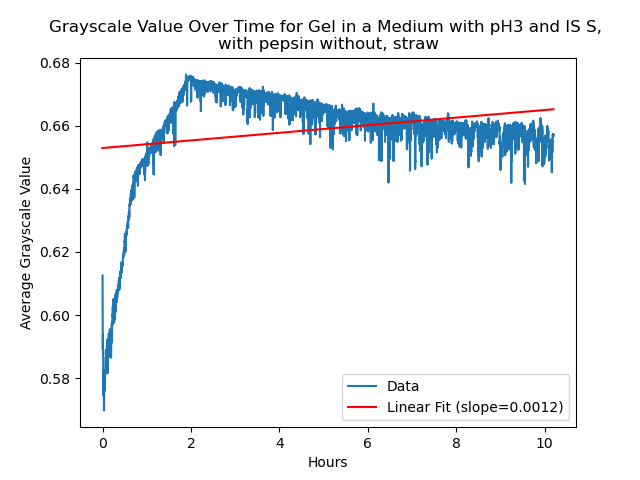 Grayscale Value Over Time for Gel in a Medium with pH3 and IS S,
with pepsin without, straw
0.68
0.66
0.64
0.62
0.60
0.58
Average Grayscale Value
0
2
4
6
8
10
Hours
Data
Linear Fit (slope=0.0012)